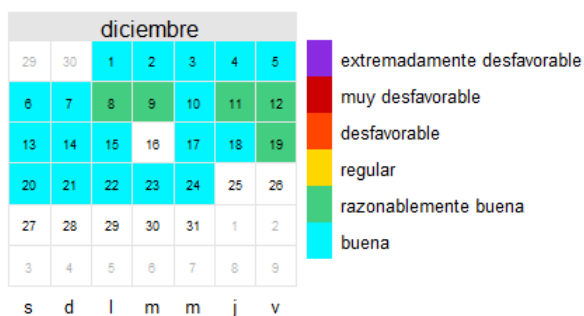 diciembre
29 30 1 2 3 4 5
6 7 8 9 10 11 12
13 14 15 16 17 18 19
20 21 22 23 24 25 26
27 28 29 30 31 1 2
3 4 5 6 7 8 9
s d l m m j v
extremadamente desfavorable
muy desfavorable
desfavorable
regular
razonablemente buena
buena